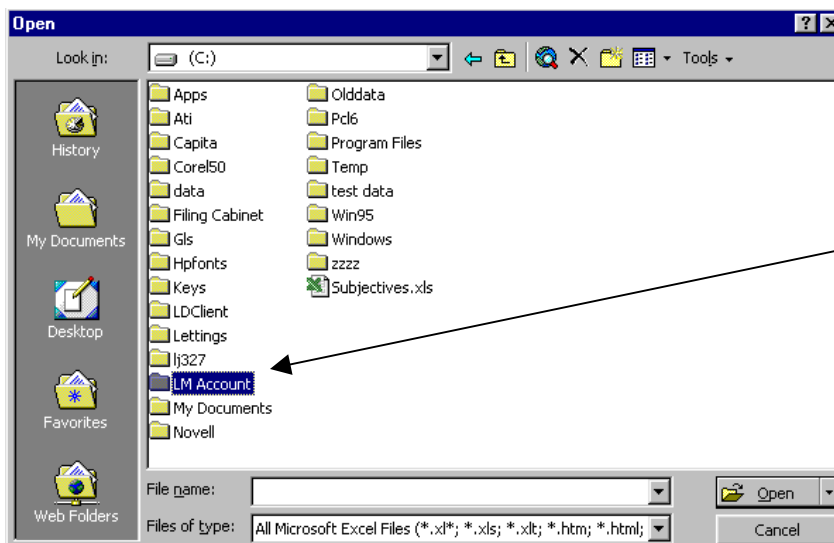 Open
Look in: (C:) Tools
History
My Documents
Desktop
Favorites
Web Folders
Apps
Ati
Capita
Corel50
data
Filing Cabinet
Gls
Hpfonts
Keys
LDClient
Lettings
lj327
LM Account
My Documents
Novell
Olddata
Pcl6
Program Files
Temp
test data
Win95
Windows
zzzz
Subjectives.xls
File name: Open
Files of type: All Microsoft Excel Files (*.xl*; *.xls; *.xlt; *.htm; *.html; Cancel